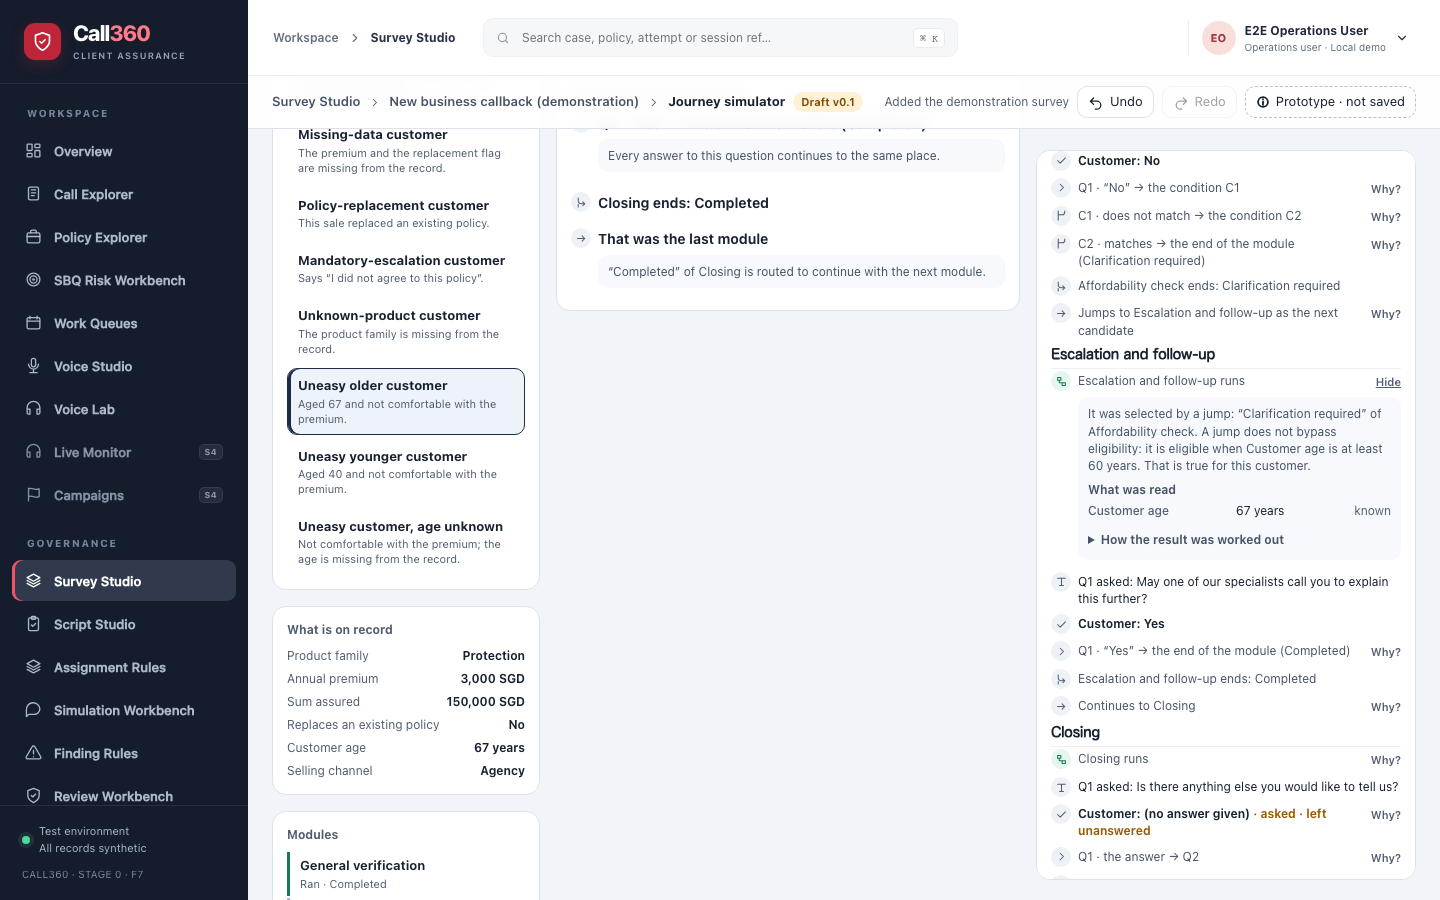 Call360
CLIENT ASSURANCE
WORKSPACE
Overview
Call Explorer
Policy Explorer
SBQ Risk Workbench
Work Queues
Voice Studio
Voice Lab
Live Monitor S4
Campaigns S4
GOVERNANCE
Survey Studio
Script Studio
Assignment Rules
Simulation Workbench
Finding Rules
Review Workbench
Test environment
All records synthetic
CALL360 · STAGE 0 · F7
Workspace > Survey Studio
Search case, policy, attempt or session ref...
⌘ K
EO
E2E Operations User
Operations user · Local demo
Survey Studio > New business callback (demonstration) > Journey simulator
Draft v0.1
Added the demonstration survey
Undo
Redo
Prototype · not saved
Missing-data customer
The premium and the replacement flag
are missing from the record.
Policy-replacement customer
This sale replaced an existing policy.
Mandatory-escalation customer
Says “I did not agree to this policy”.
Unknown-product customer
The product family is missing from the
record.
Uneasy older customer
Aged 67 and not comfortable with the
premium.
Uneasy younger customer
Aged 40 and not comfortable with the
premium.
Uneasy customer, age unknown
Not comfortable with the premium; the
age is missing from the record.
What is on record
Product family Protection
Annual premium 3,000 SGD
Sum assured 150,000 SGD
Replaces an existing policy No
Customer age 67 years
Selling channel Agency
Modules
General verification
Ran · Completed
Every answer to this question continues to the same place.
Closing ends: Completed
That was the last module
“Completed” of Closing is routed to continue with the next module.
Customer: No
Q1 · “No” → the condition C1 Why?
C1 · does not match → the condition C2 Why?
C2 · matches → the end of the module Why?
(Clarification required)
Affordability check ends: Clarification required
Jumps to Escalation and follow-up as the next Why?
candidate
Escalation and follow-up
Escalation and follow-up runs Hide
It was selected by a jump: “Clarification required” of
Affordability check. A jump does not bypass
eligibility: it is eligible when Customer age is at least
60 years. That is true for this customer.
What was read
Customer age 67 years known
▶ How the result was worked out
Q1 asked: May one of our specialists call you to explain
this further?
Customer: Yes
Q1 · “Yes” → the end of the module (Completed) Why?
Escalation and follow-up ends: Completed
Continues to Closing Why?
Closing
Closing runs Why?
Q1 asked: Is there anything else you would like to tell us?
Customer: (no answer given) · asked · left Why?
unanswered
Q1 · the answer → Q2 Why?